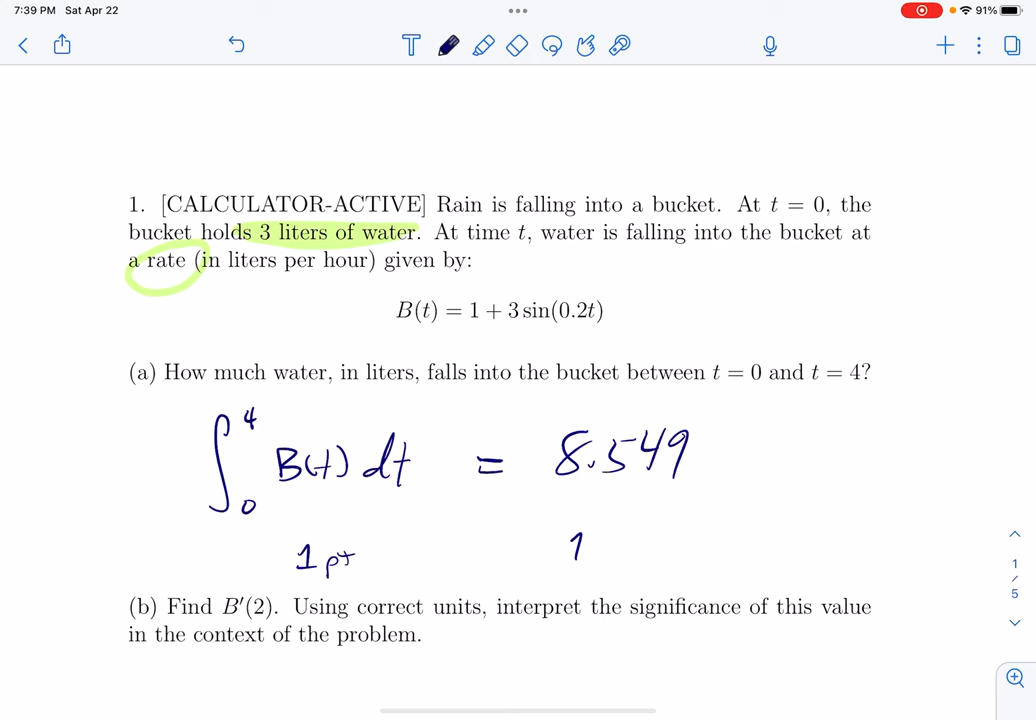 7:39 PM Sat Apr 22
91%
1. [CALCULATOR-ACTIVE] Rain is falling into a bucket. At t = 0, the
bucket holds 3 liters of water. At time t, water is falling into the bucket at
a rate (in liters per hour) given by:
B(t) = 1 + 3 sin(0.2t)
(a) How much water, in liters, falls into the bucket between t = 0 and t = 4?
∫₀⁴ B(t) dt = 8.549
1 pt 1
(b) Find B′(2). Using correct units, interpret the significance of this value
in the context of the problem.
1
/
5